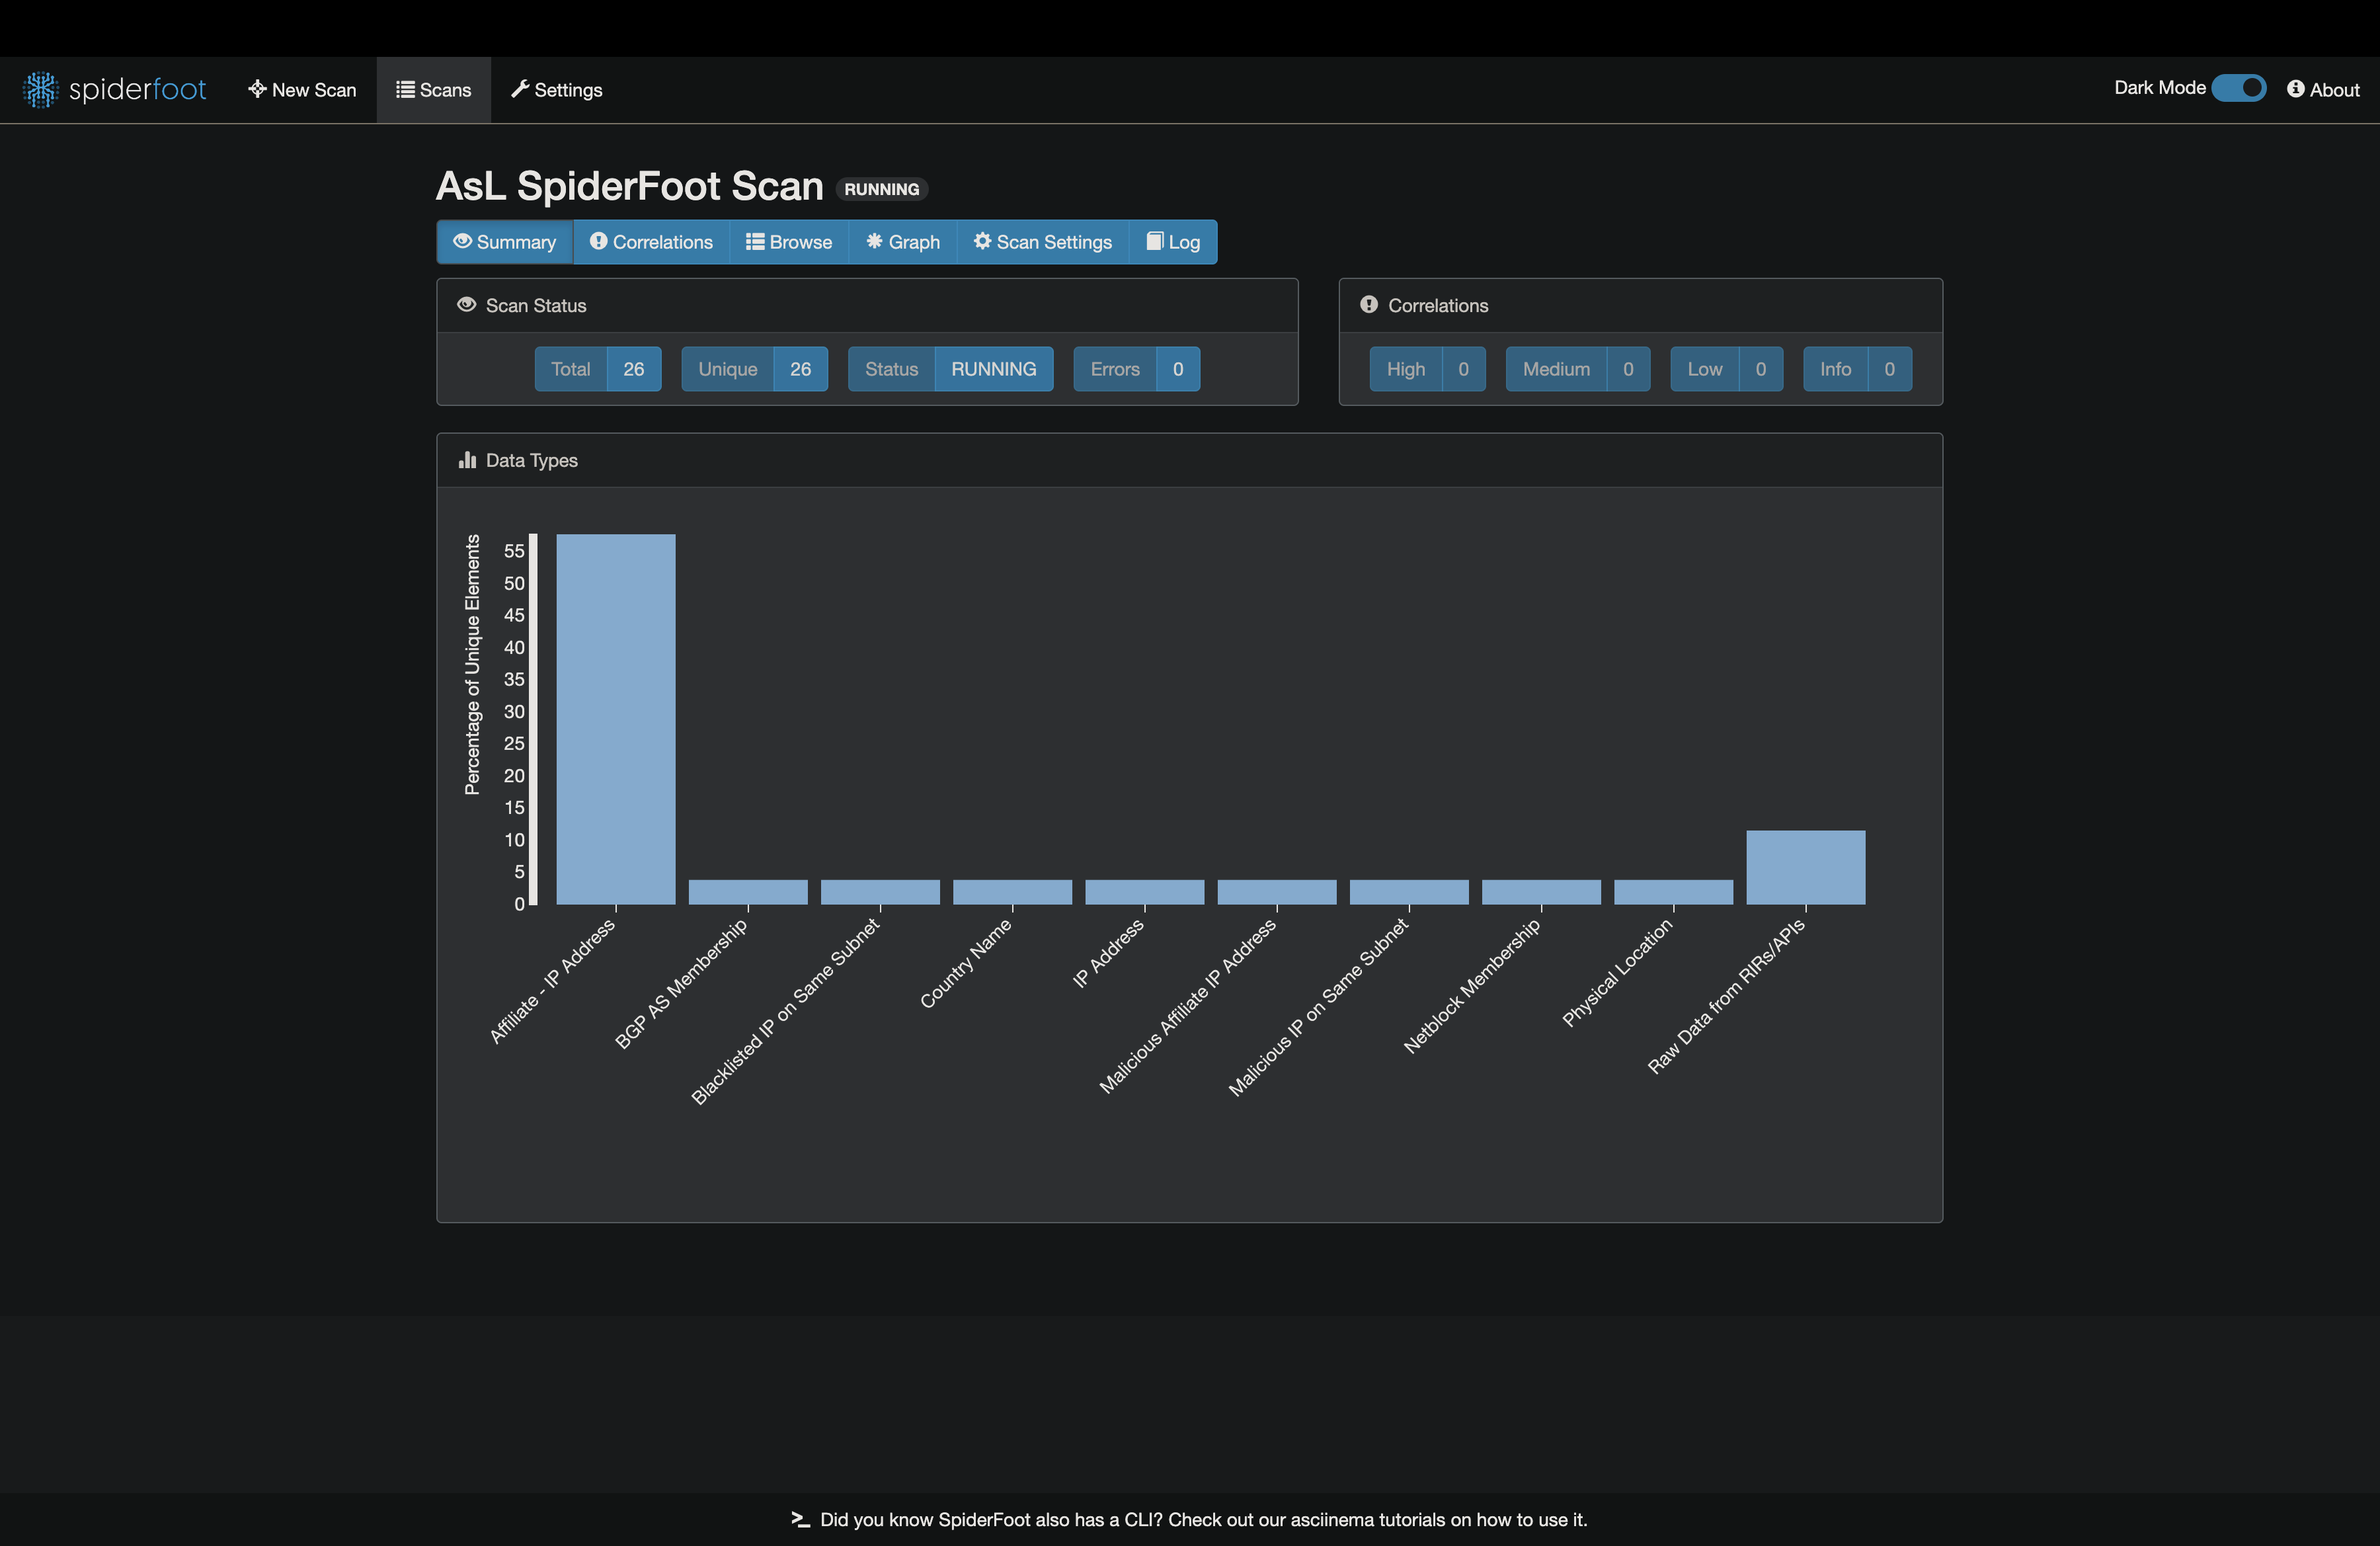 spiderfoot New Scan Scans Settings Dark Mode About
AsL SpiderFoot Scan RUNNING
Summary Correlations Browse Graph Scan Settings Log
Scan Status
Total 26 Unique 26 Status RUNNING Errors 0
Correlations
High 0 Medium 0 Low 0 Info 0
Data Types
Percentage of Unique Elements
55
50
45
40
35
30
25
20
15
10
5
0
Affiliate - IP Address
BGP AS Membership
Blacklisted IP on Same Subnet
Country Name
IP Address
Malicious Affiliate IP Address
Malicious IP on Same Subnet
Netblock Membership
Physical Location
Raw Data from RIRs/APIs
Did you know SpiderFoot also has a CLI? Check out our asciinema tutorials on how to use it.